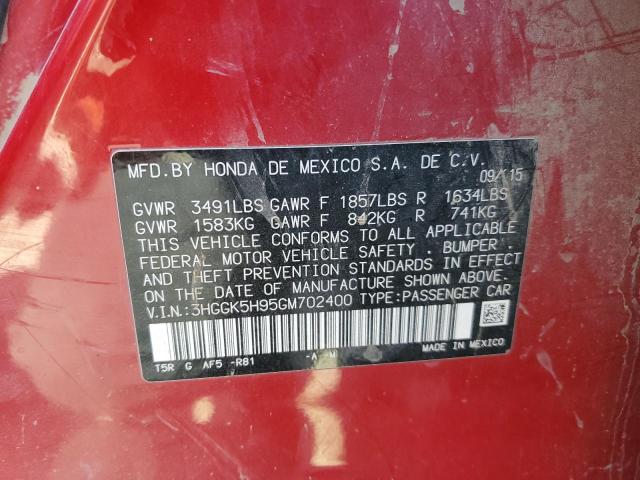 MFD.BY HONDA DE MEXICO S.A. DE C.V.
09/15
GVWR 3491LBS GAWR F 1857LBS R 1634LBS
GVWR 1583KG GAWR F 842KG R 741KG
THIS VEHICLE CONFORMS TO ALL APPLICABLE
FEDERAL MOTOR VEHICLE SAFETY, BUMPER,
AND THEFT PREVENTION STANDARDS IN EFFECT
ON THE DATE OF MANUFACTURE SHOWN ABOVE.
V.I.N.:3HGGK5H95GM702400 TYPE:PASSENGER CAR
T5R G AF5 -R81 -A M MADE IN MEXICO